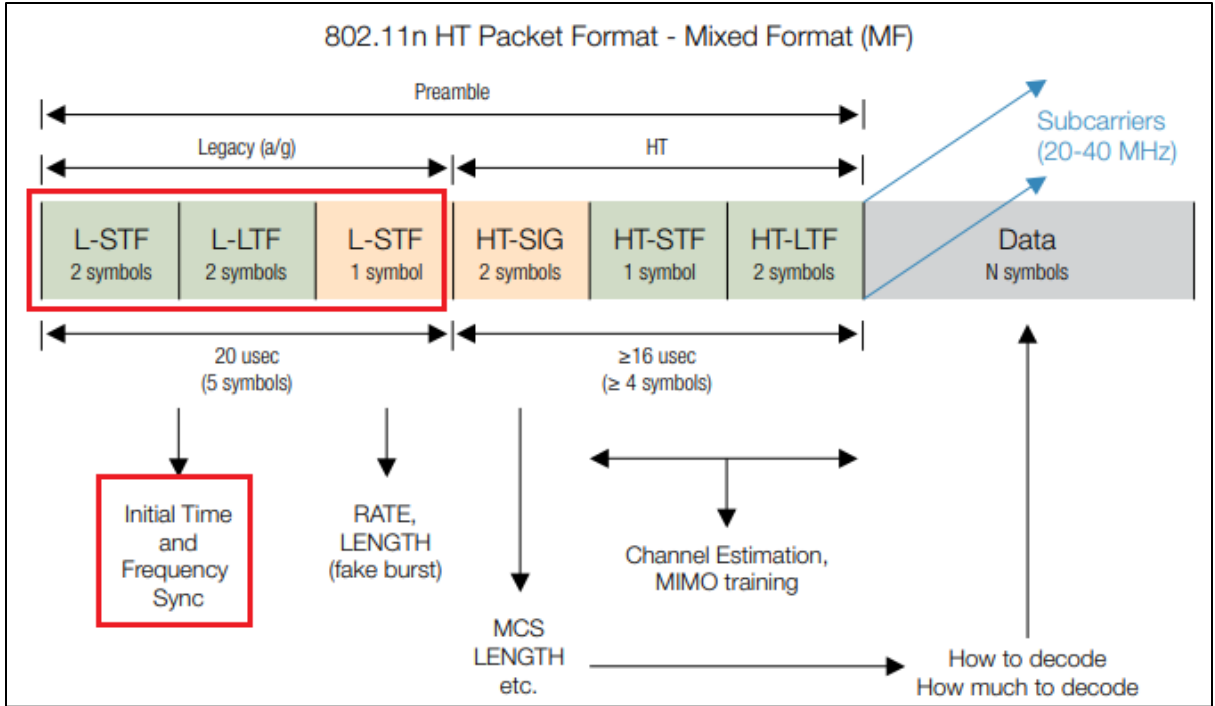 802.11n HT Packet Format - Mixed Format (MF)
Preamble
Legacy (a/g)
HT
Subcarriers
(20-40 MHz)
L-STF
2 symbols
L-LTF
2 symbols
L-STF
1 symbol
HT-SIG
2 symbols
HT-STF
1 symbol
HT-LTF
2 symbols
Data
N symbols
20 usec
(5 symbols)
≥16 usec
(≥ 4 symbols)
Initial Time
and
Frequency
Sync
RATE,
LENGTH
(fake burst)
Channel Estimation,
MIMO training
MCS
LENGTH
etc.
How to decode
How much to decode